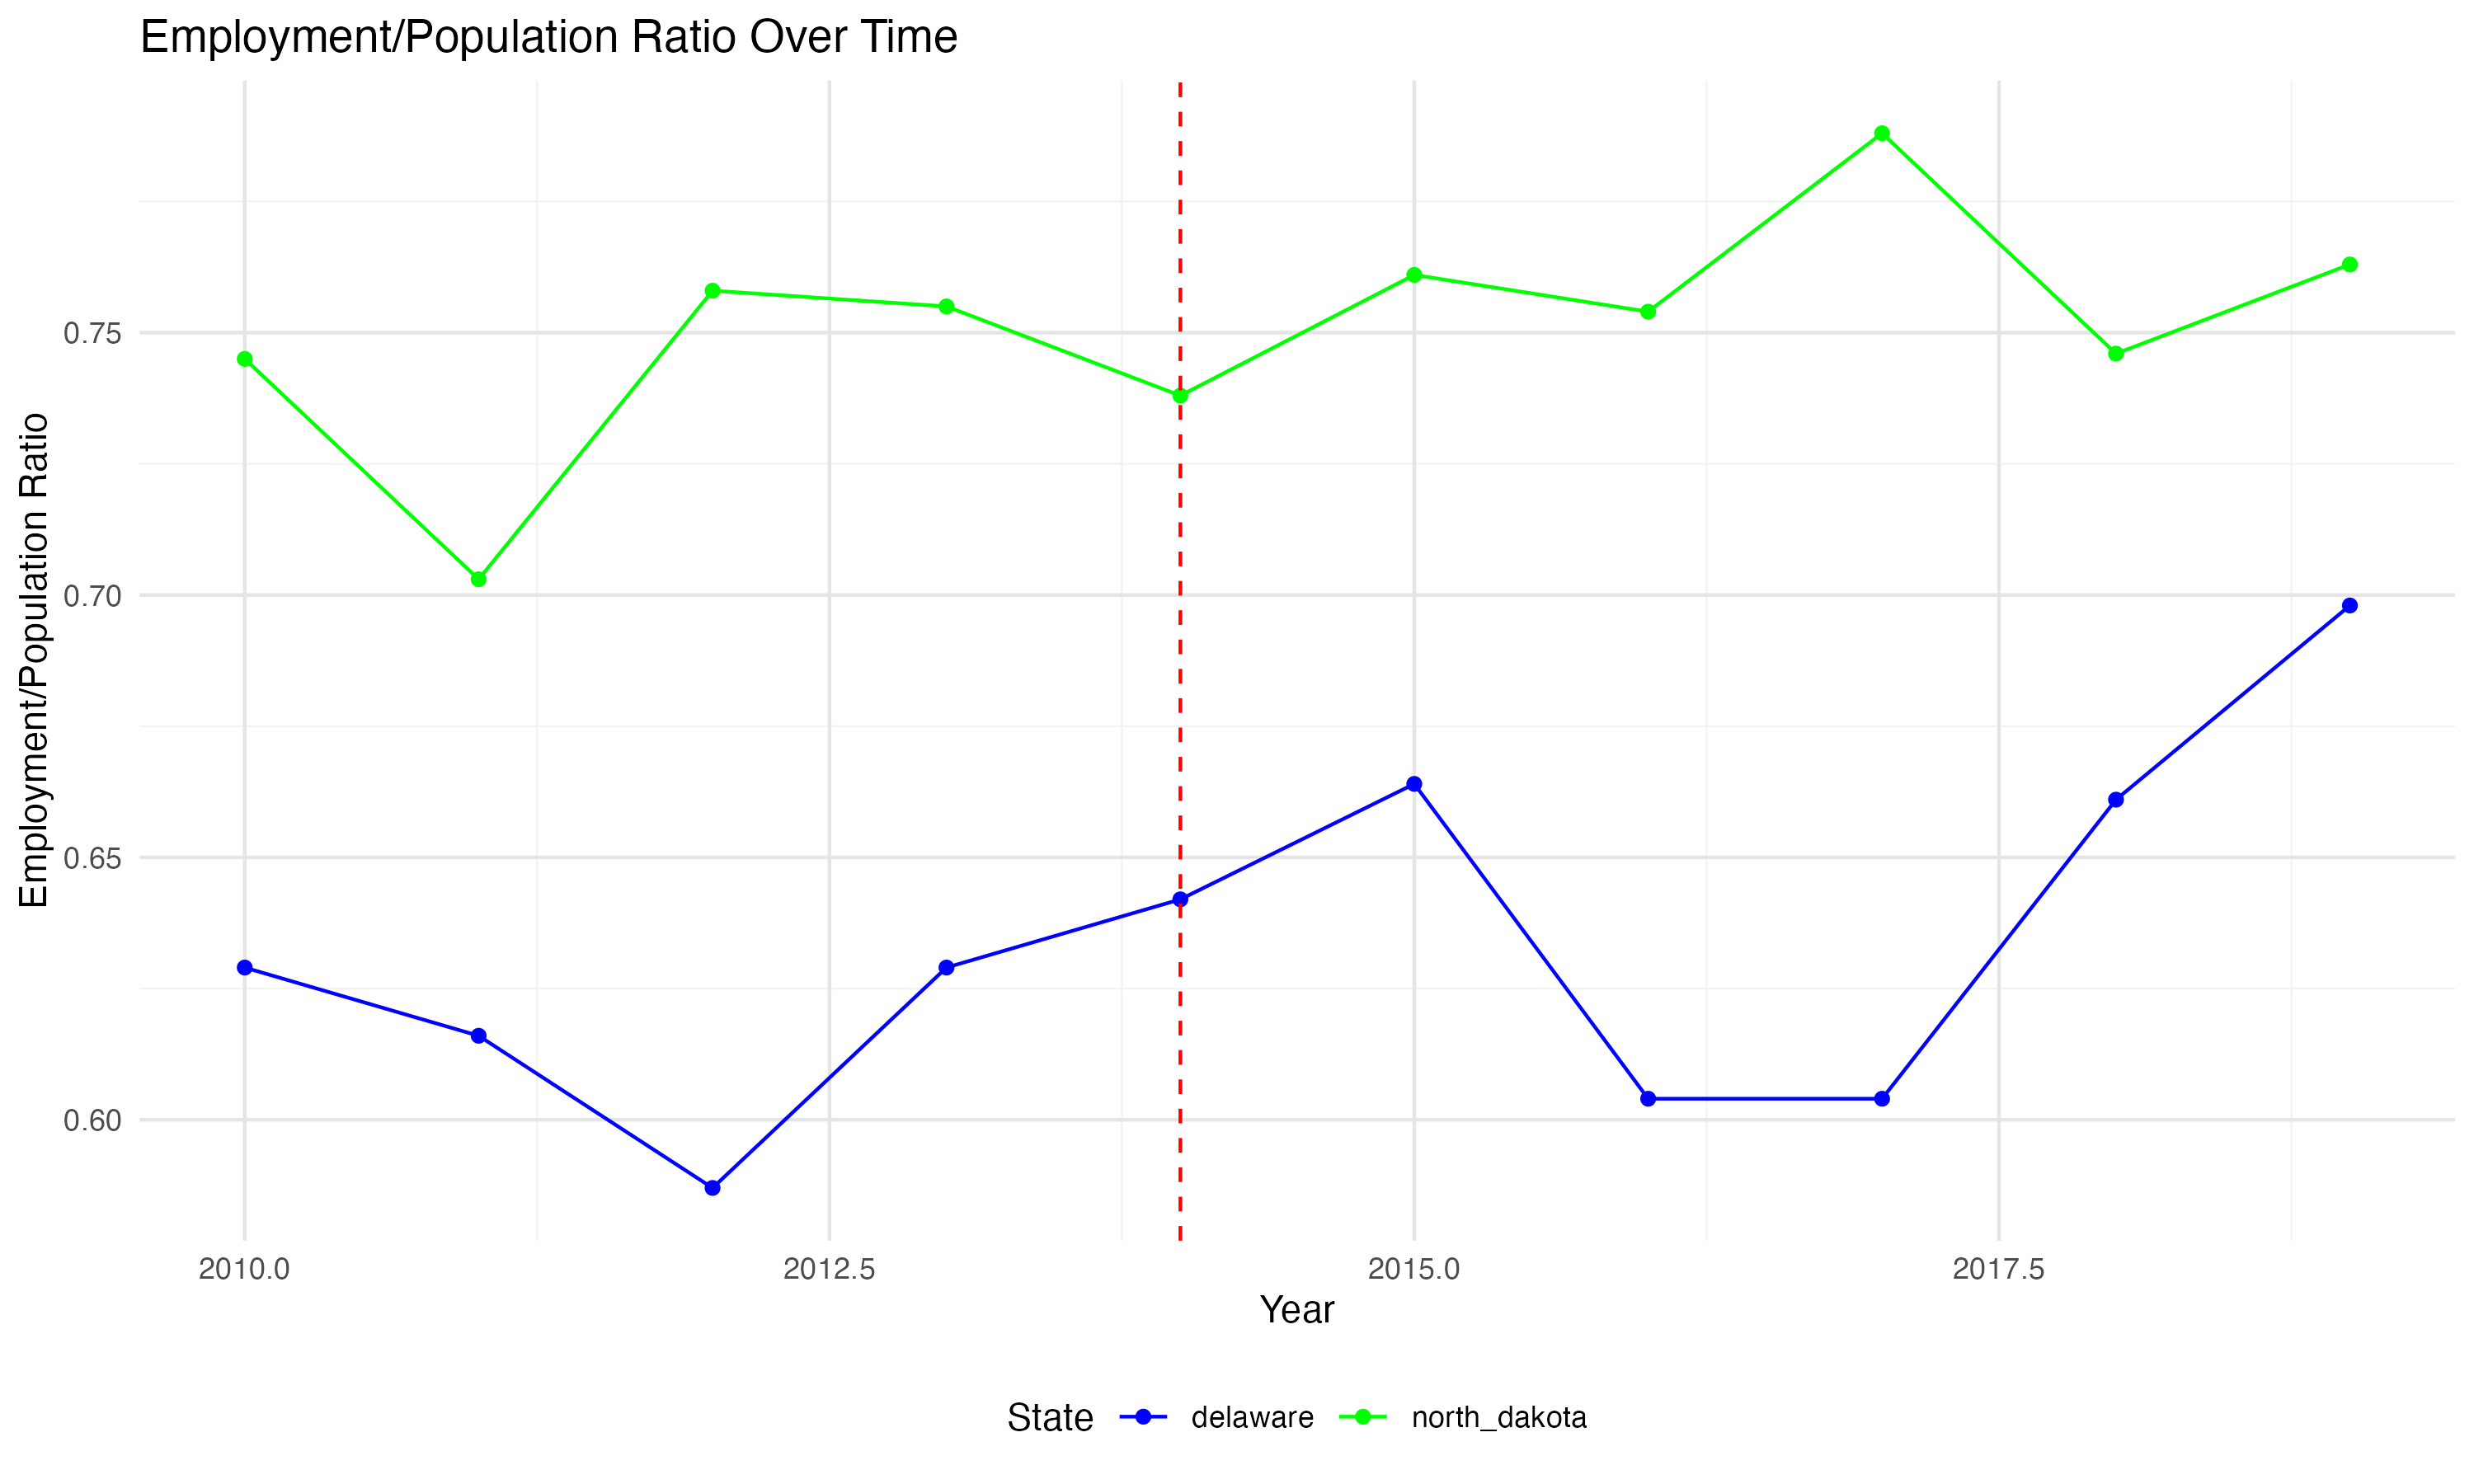 Employment/Population Ratio Over Time
Employment/Population Ratio
0.75
0.70
0.65
0.60
2010.0
2012.5
2015.0
2017.5
Year
State
delaware
north_dakota